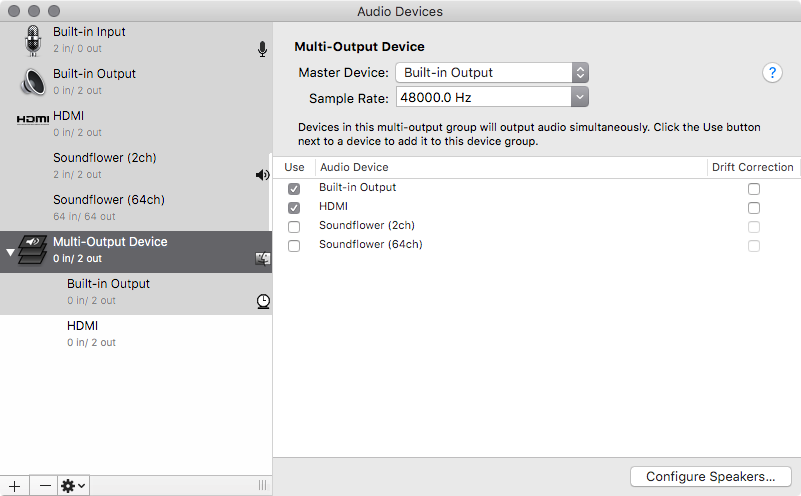 Audio Devices
Built-in Input
2 in/ 0 out
Built-in Output
0 in/ 2 out
HDMI
HDMI
0 in/ 2 out
Soundflower (2ch)
2 in/ 2 out
Soundflower (64ch)
64 in/ 64 out
Multi-Output Device
0 in/ 2 out
Built-in Output
0 in/ 2 out
HDMI
0 in/ 2 out
Multi-Output Device
Master Device: Built-in Output
?
Sample Rate: 48000.0 Hz
Devices in this multi-output group will output audio simultaneously. Click the Use button
next to a device to add it to this device group.
Use Audio Device Drift Correction
Built-in Output
HDMI
Soundflower (2ch)
Soundflower (64ch)
Configure Speakers...